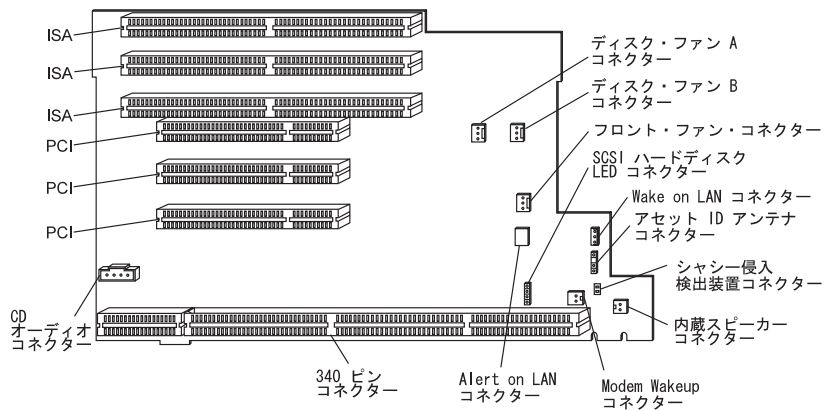 ISA
ISA
ISA
PCI
PCI
PCI
CD
オーディオ
コネクター
340 ピン
コネクター
Alert on LAN
コネクター
Modem Wakeup
コネクター
ディスク・ファン A
コネクター
ディスク・ファン B
コネクター
フロント・ファン・コネクター
SCSI ハードディスク
LED コネクター
Wake on LAN コネクター
アセット ID アンテナ
コネクター
シャシー侵入
検出装置コネクター
内蔵スピーカー
コネクター